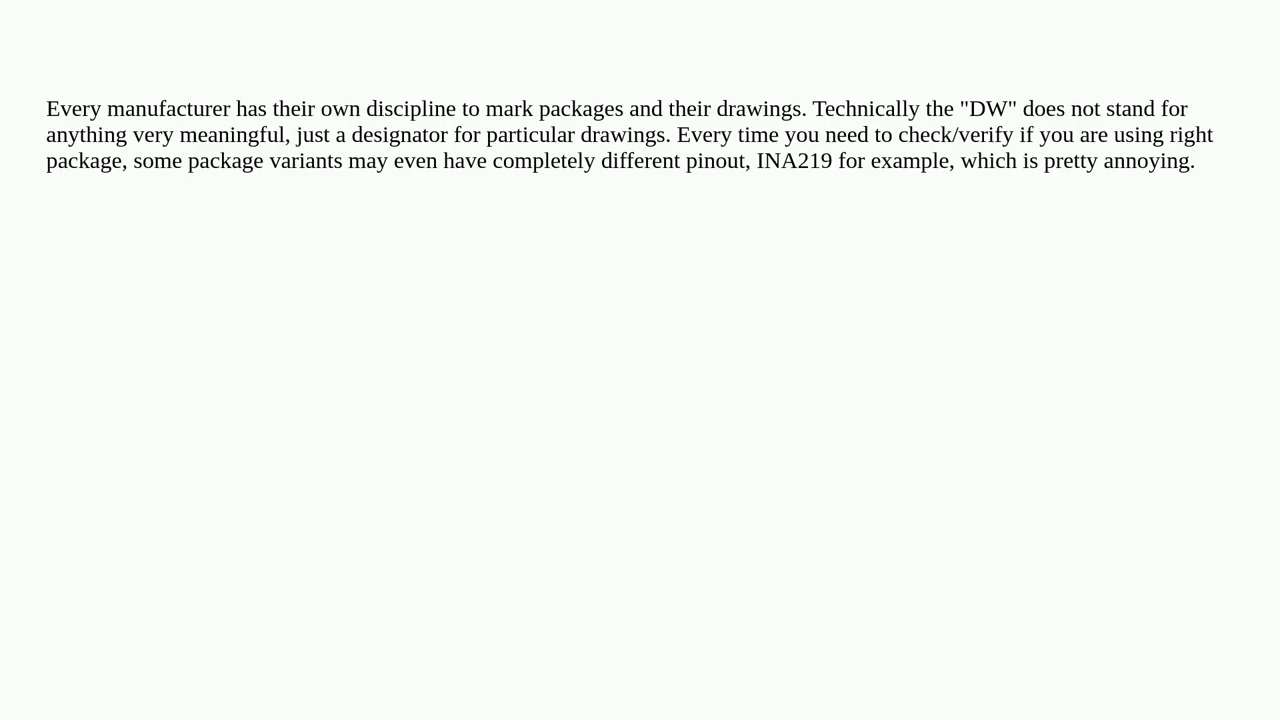 Every manufacturer has their own discipline to mark packages and their drawings. Technically the "DW" does not stand for
anything very meaningful, just a designator for particular drawings. Every time you need to check/verify if you are using right
package, some package variants may even have completely different pinout, INA219 for example, which is pretty annoying.